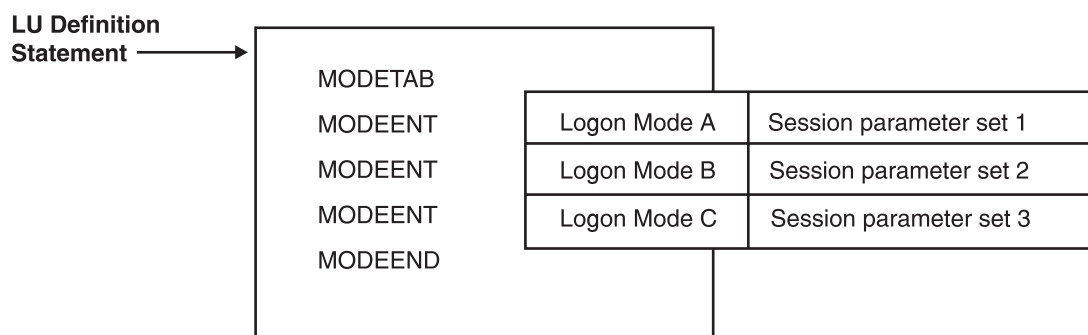 LU Definition
Statement
MODETAB
MODEENT Logon Mode A Session parameter set 1
MODEENT Logon Mode B Session parameter set 2
MODEENT Logon Mode C Session parameter set 3
MODEEND